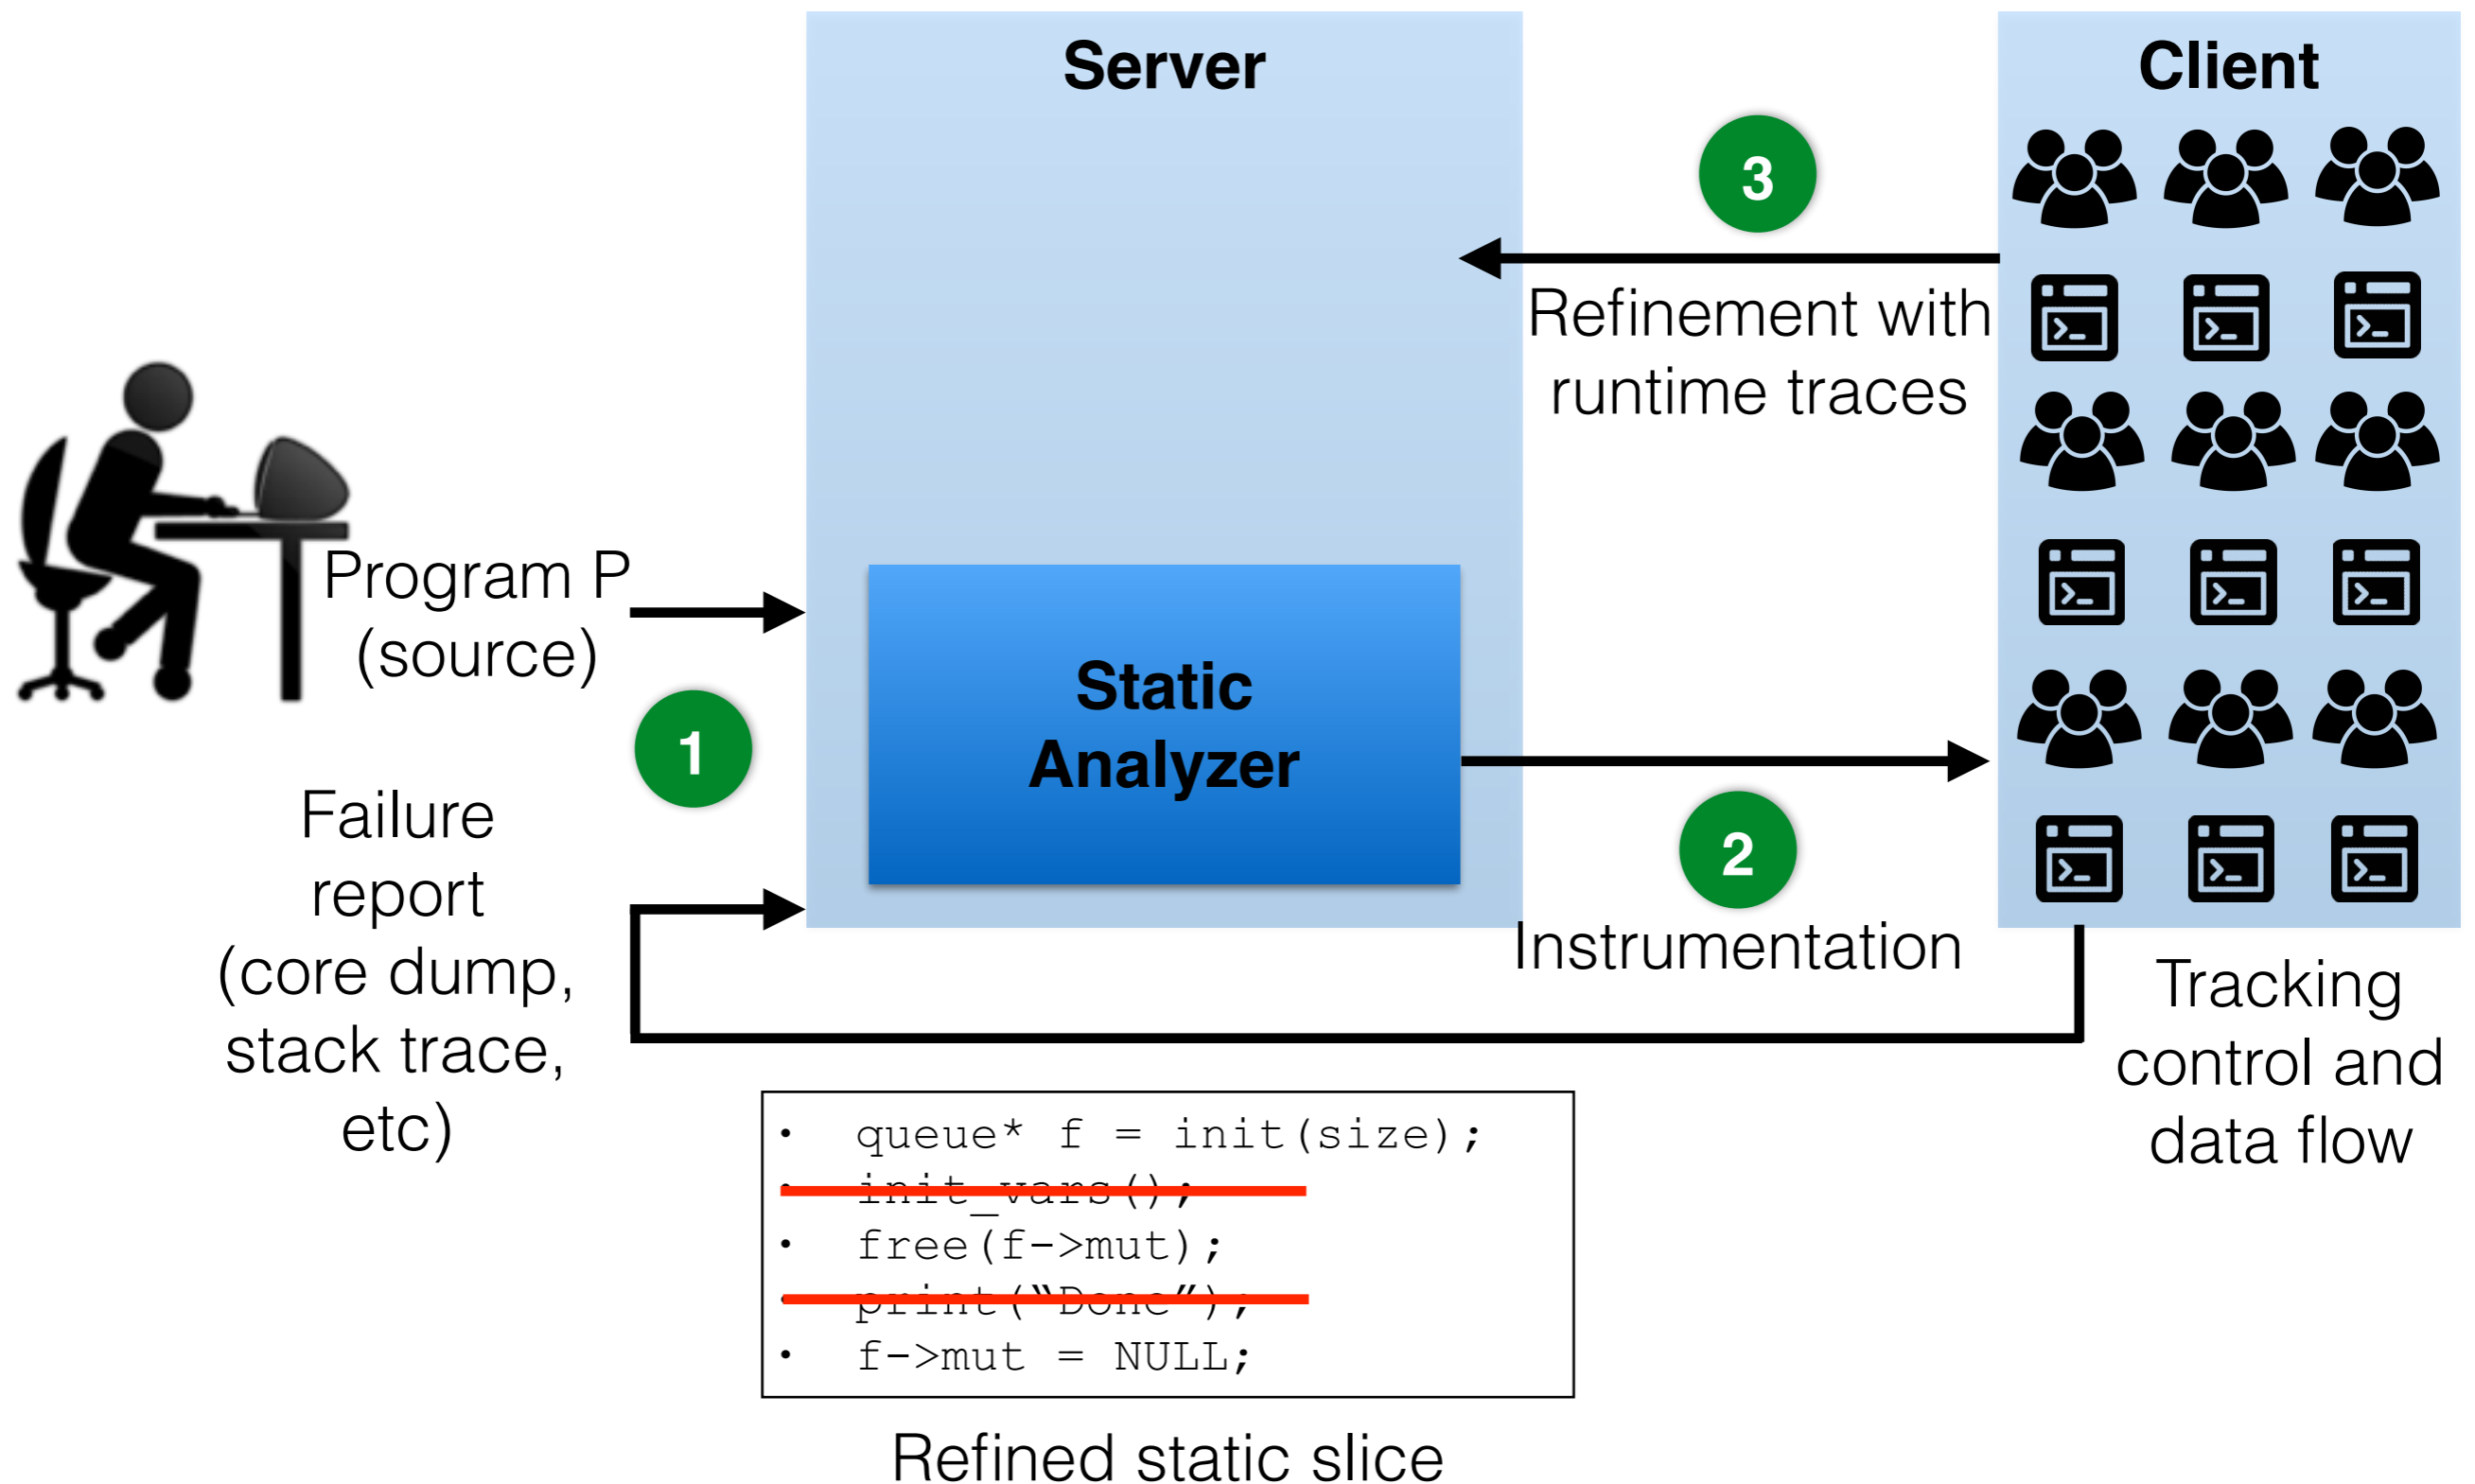 Server
Client
3
Refinement with
runtime traces
Program P
(source)
1
Static
Analyzer
2
Instrumentation
Failure
report
(core dump,
stack trace,
etc)
Tracking
control and
data flow
• queue* f = init(size);
• init_vars();
• free(f->mut);
• print(“Done”);
• f->mut = NULL;
Refined static slice